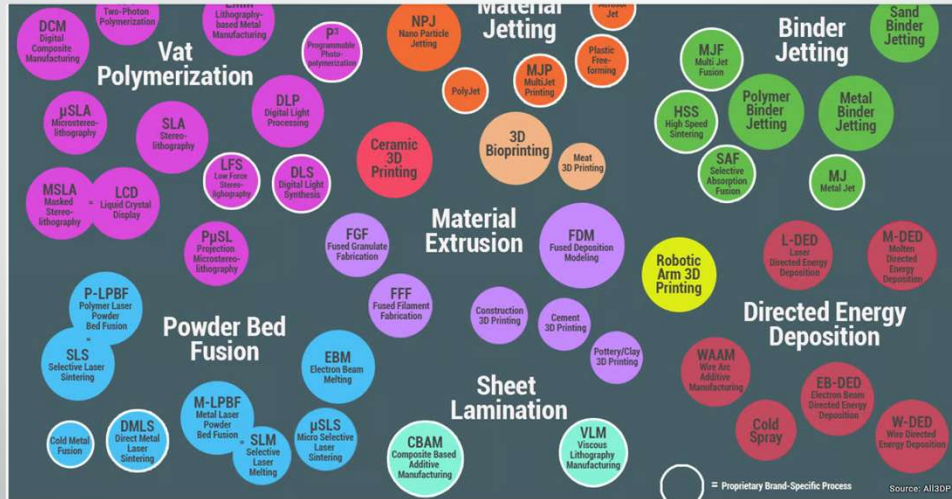 DCM
Digital
Composite
Manufacturing
Two-Photon
Polymerization
Lithography-
based Metal
Manufacturing
P³
Programmable
Photo-
polymerization
Vat
Polymerization
µSLA
Microstereo-
lithography
SLA
Stereo-
lithography
DLP
Digital Light
Processing
LFS
Low Force
Stereo-
lighography
DLS
Digital Light
Synthesis
MSLA
Masked
Stereo-
lithography
=
LCD
Liquid Crystal
Display
PµSL
Projection
Microstereo-
lithography
NPJ
Nano Particle
Jetting
Material
Jetting
Jet
PolyJet
MJP
MultiJet
Printing
Plastic
Free-
forming
Ceramic
3D
Printing
3D
Bioprinting
Meat
3D Printing
Binder
Jetting
Sand
Binder
Jetting
MJF
Multi Jet
Fusion
HSS
High Speed
Sintering
Polymer
Binder
Jetting
Metal
Binder
Jetting
SAF
Selective
Absorption
Fusion
MJ
Metal Jet
Material
Extrusion
FGF
Fused Granulate
Fabrication
FDM
Fused Deposition
Modeling
FFF
Fused Filament
Fabrication
Construction
3D Printing
Cement
3D Printing
Pottery/Clay
3D Printing
Robotic
Arm 3D
Printing
L-DED
Laser
Directed Energy
Deposition
M-DED
Molten
Directed
Energy
Deposition
Directed Energy
Deposition
WAAM
Wire Arc
Additive
Manufacturing
EB-DED
Electron Beam
Directed Energy
Deposition
Cold
Spray
W-DED
Wire Directed
Energy Deposition
P-LPBF
Polymer Laser
Powder
Bed Fusion
=
SLS
Selective Laser
Sintering
Powder Bed
Fusion
EBM
Electron Beam
Melting
M-LPBF
Metal Laser
Powder
Bed Fusion
=
SLM
Selective
Laser
Melting
µSLS
Micro Selective
Laser
Sintering
Cold Metal
Fusion
DMLS
Direct Metal
Laser
Sintering
Sheet
Lamination
CBAM
Composite Based
Additive
Manufacturing
VLM
Viscous
Lithography
Manufacturing
= Proprietary Brand-Specific Process
Source: All3DP